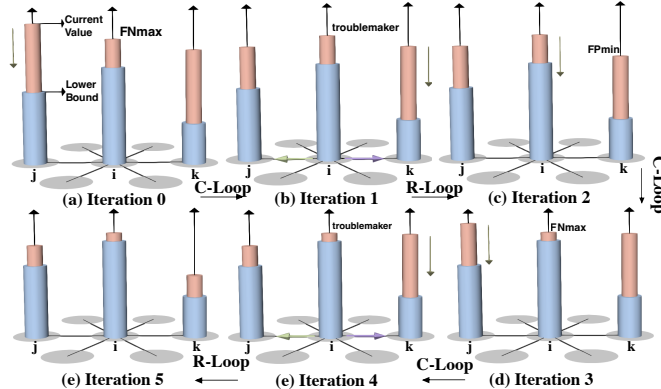 Current
Value
FNmax
Lower
Bound
j
i
k
(a) Iteration 0
C-Loop
troublemaker
j
i
k
(b) Iteration 1
R-Loop
FPmin
j
i
k
(c) Iteration 2
C-Loop
FNmax
j
i
k
(d) Iteration 3
C-Loop
troublemaker
j
i
k
(e) Iteration 4
R-Loop
j
i
k
(e) Iteration 5